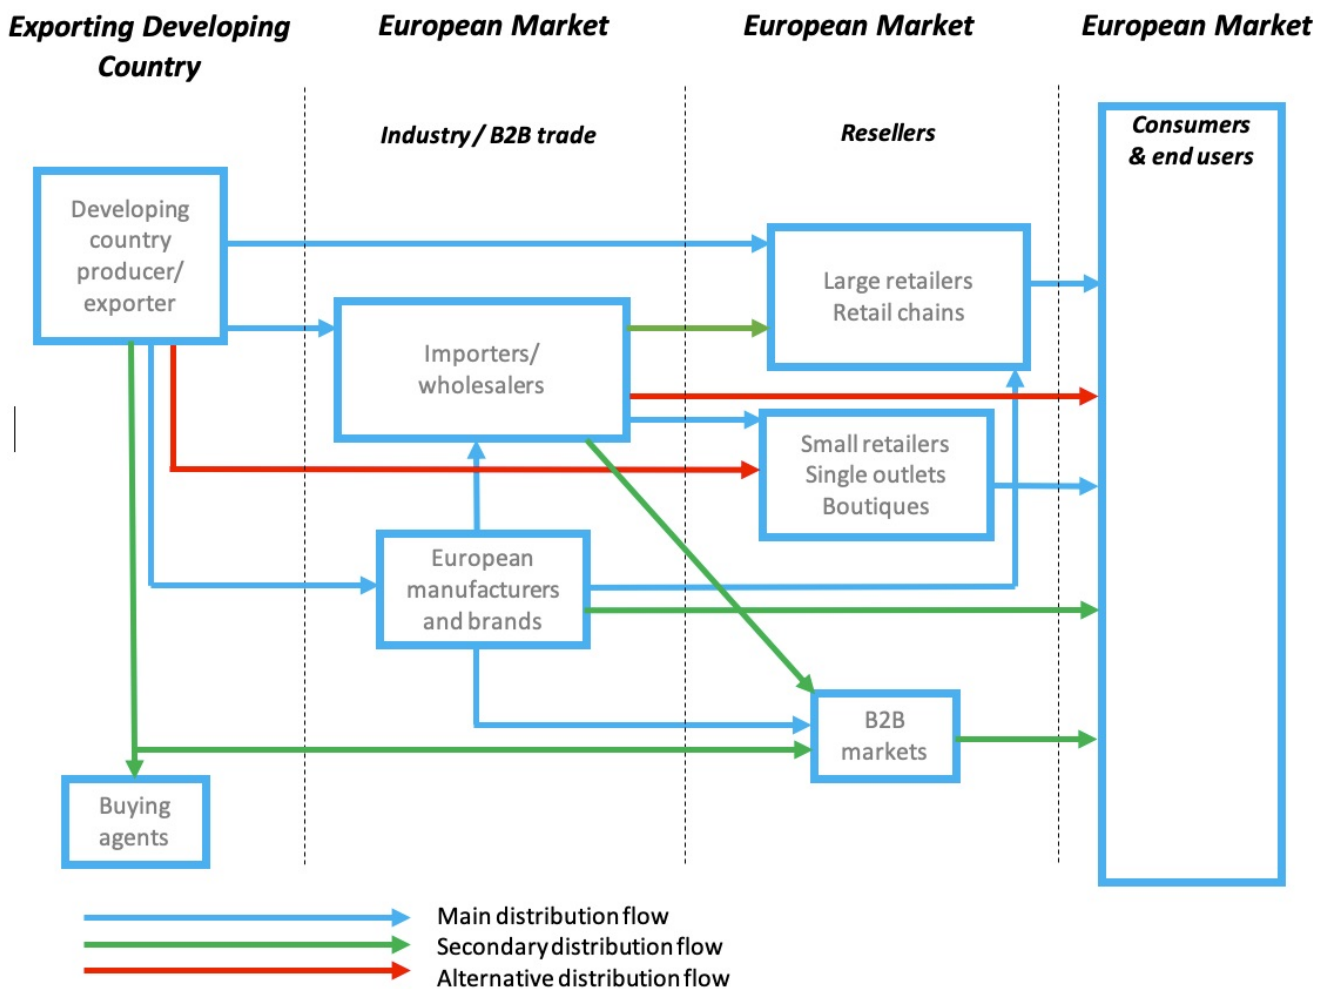 Exporting Developing
Country
European Market
European Market
European Market
Industry / B2B trade
Resellers
Consumers
& end users
Developing
country
producer/
exporter
Importers/
wholesalers
Large retailers
Retail chains
Small retailers
Single outlets
Boutiques
European
manufacturers
and brands
B2B
markets
Buying
agents
Main distribution flow
Secondary distribution flow
Alternative distribution flow